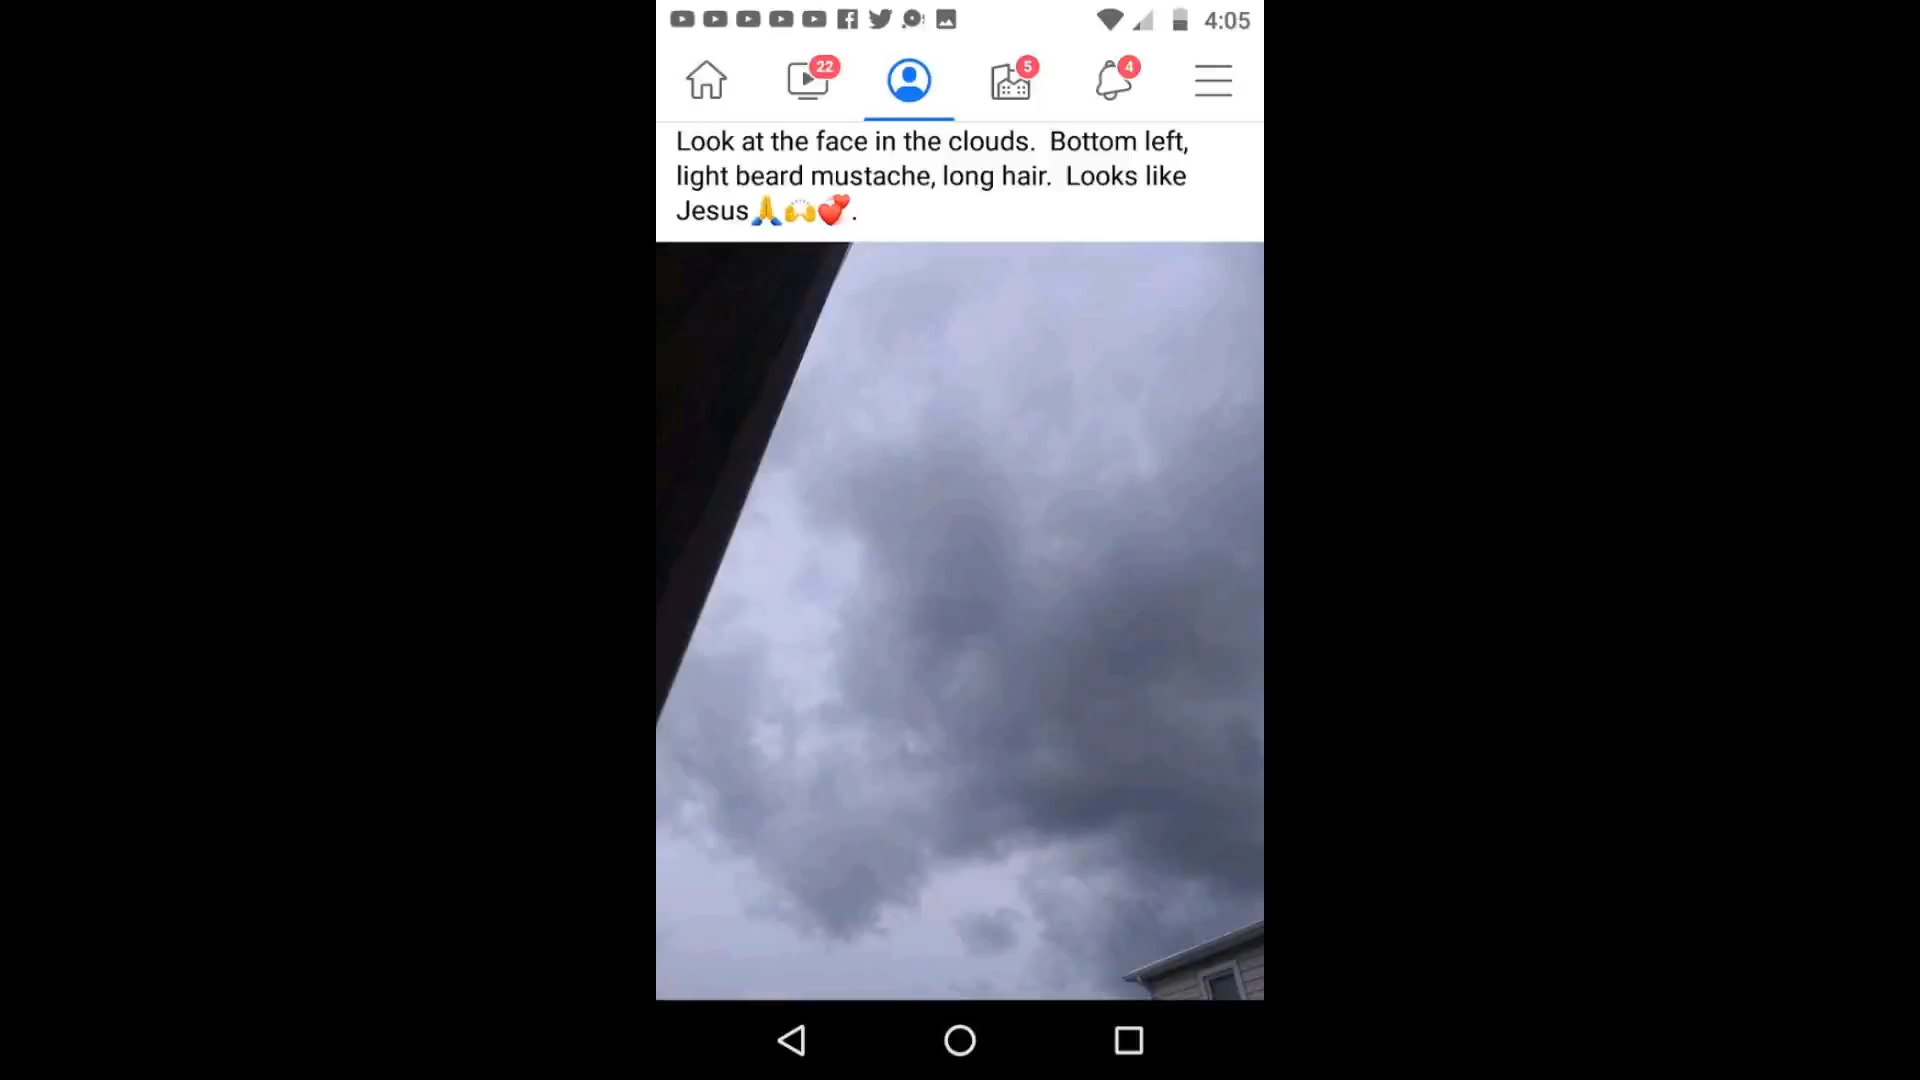 4:05
22
5
4
Look at the face in the clouds.  Bottom left,
light beard mustache, long hair.  Looks like
Jesus🙏🙌💞.